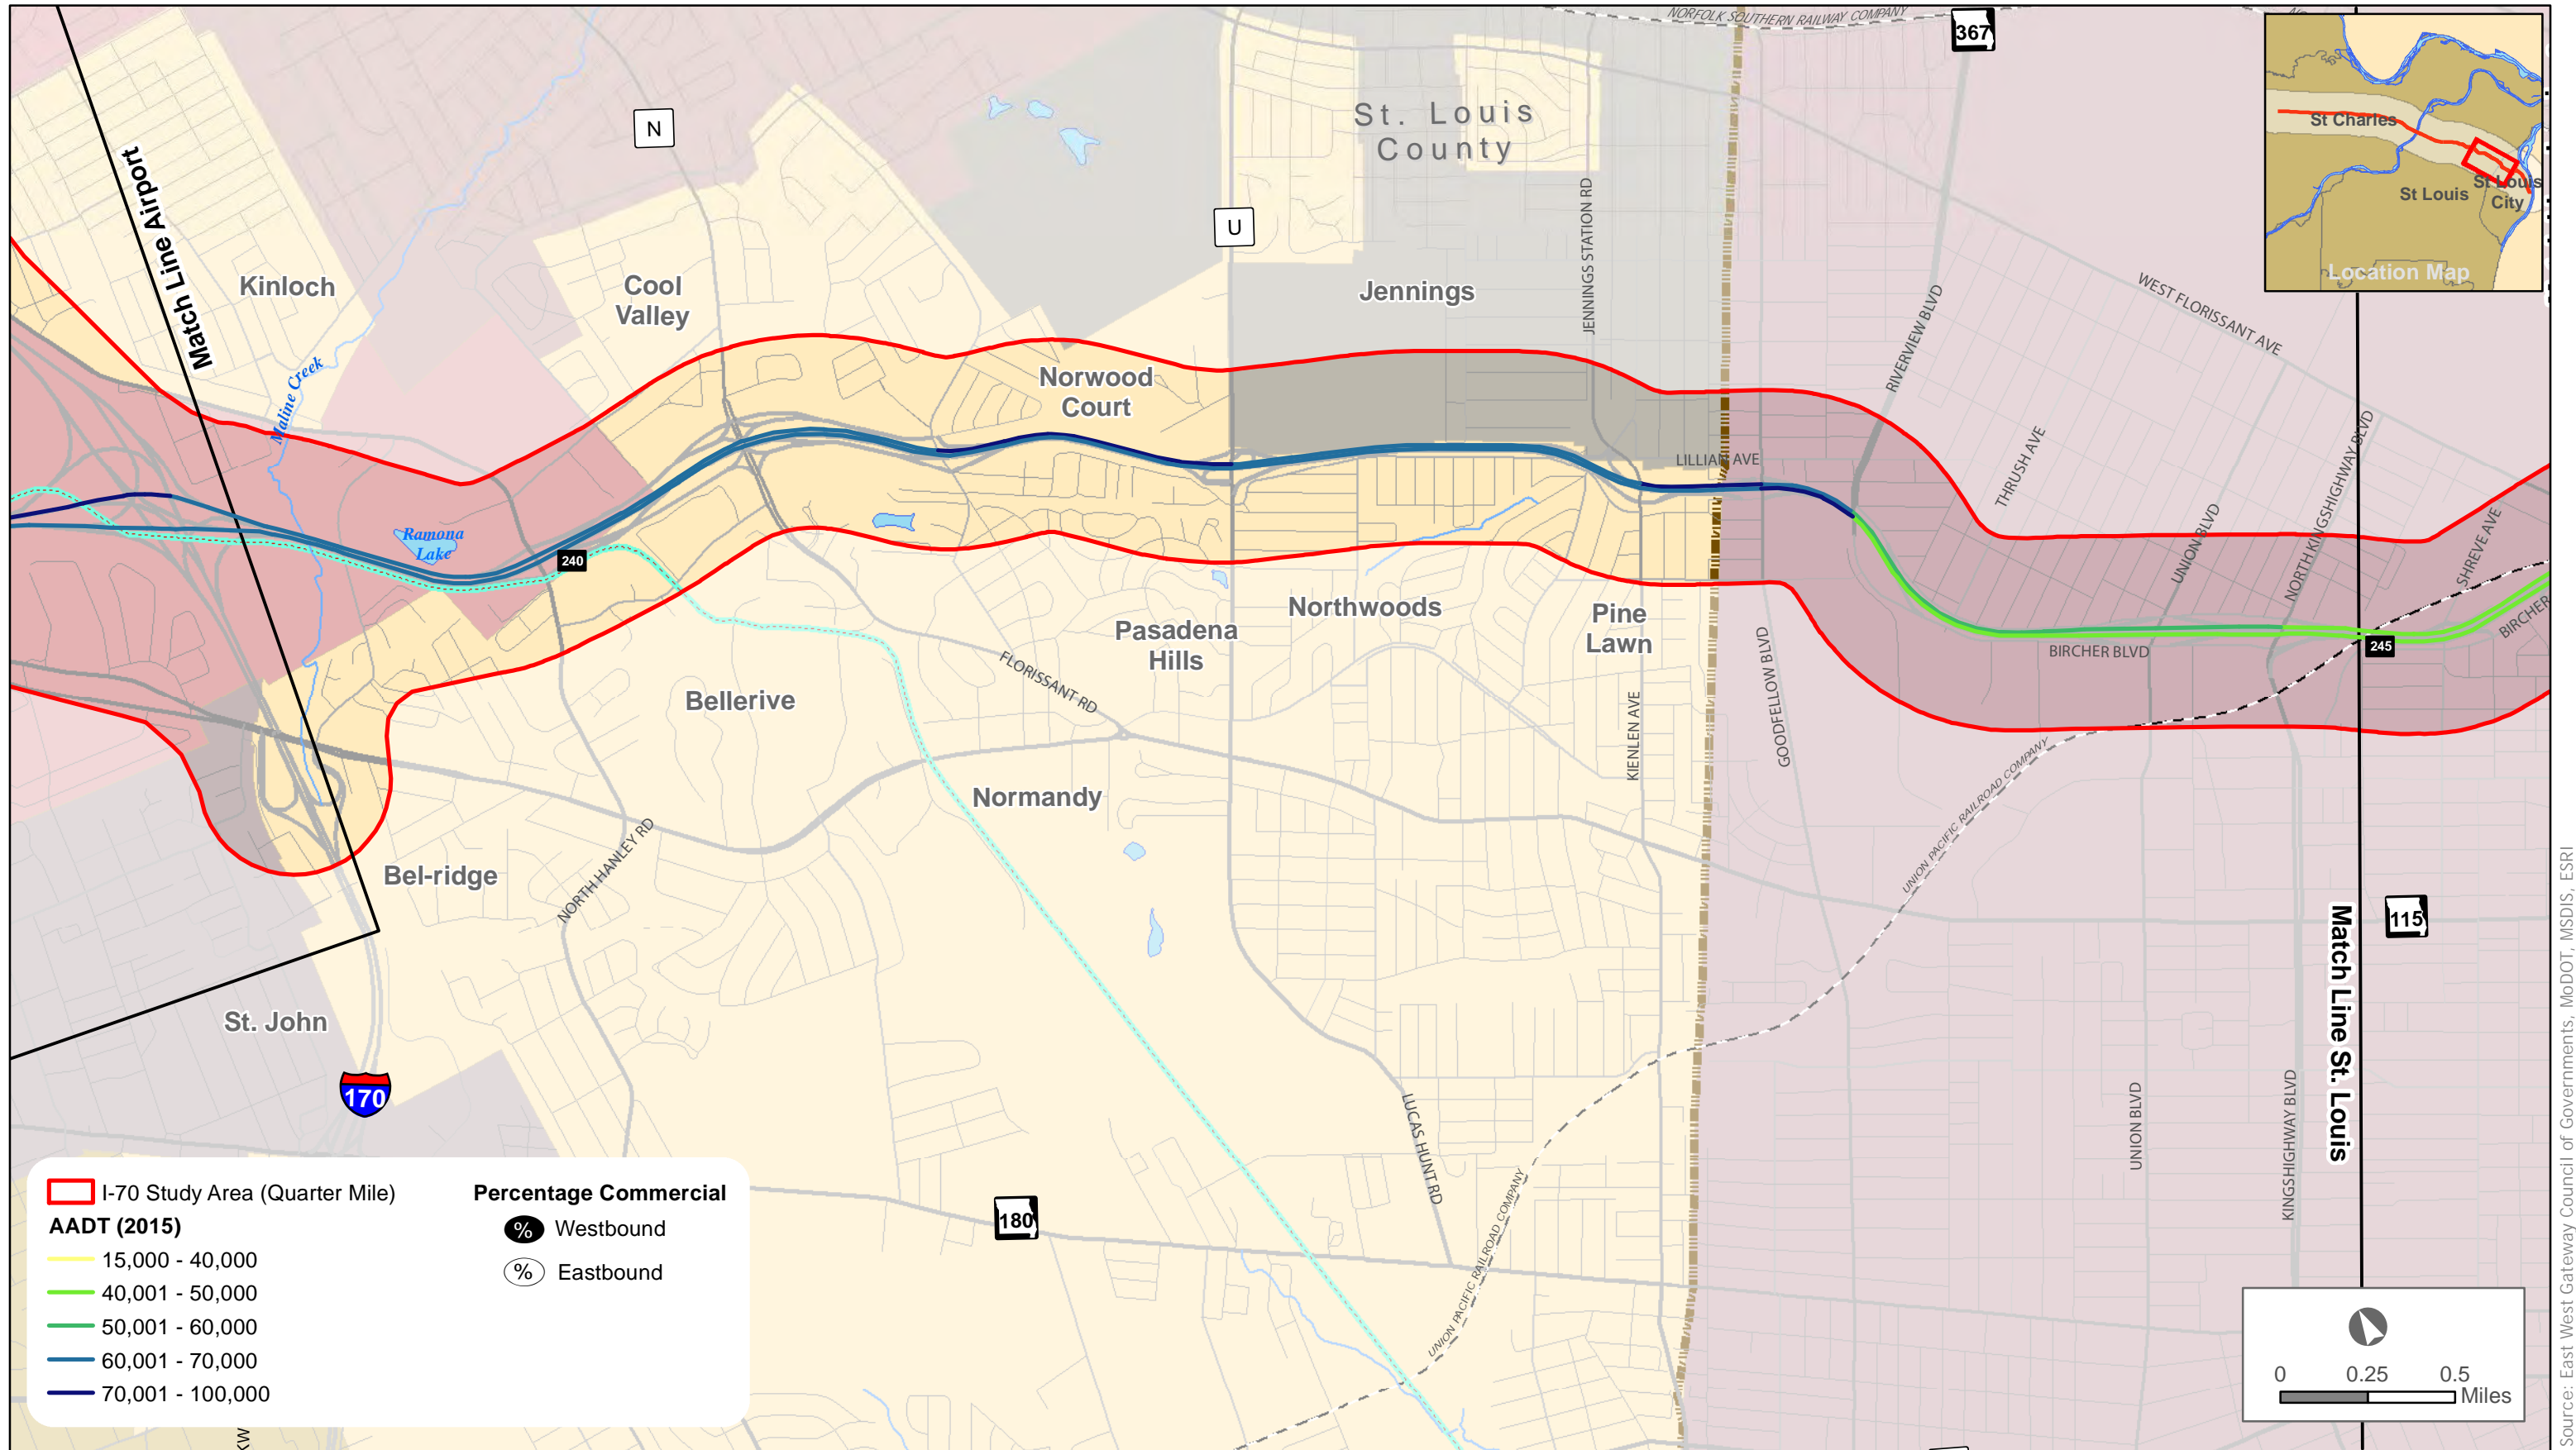 NORFOLK SOUTHERN RAILWAY COMPANY
367
N
St. Louis
County
U
JENNINGS STATION RD
St Charles
St Louis
St Louis
City
Location Map
Match Line Airport
Kinloch
Cool
Valley
Jennings
WEST FLORISSANT AVE
RIVERVIEW BLVD
Maline Creek
Norwood
Court
LILLIAN AVE
THRUSH AVE
UNION BLVD
NORTH KINGSHIGHWAY BLVD
SHREVE AVE
Ramona
Lake
240
245
BIRCHER BLVD
BIRCHER
Northwoods
Pine
Lawn
Pasadena
Hills
FLORISSANT RD
Bellerive
GOODFELLOW BLVD
KIENLEN AVE
Normandy
UNION PACIFIC RAILROAD COMPANY
Bel-ridge
NORTH HANLEY RD
115
Match Line St. Louis
St. John
170
LUCAS HUNT RD
UNION PACIFIC RAILROAD COMPANY
UNION BLVD
KINGSHIGHWAY BLVD
180
I-70 Study Area (Quarter Mile)
AADT (2015)
15,000 - 40,000
40,001 - 50,000
50,001 - 60,000
60,001 - 70,000
70,001 - 100,000
Percentage Commercial
% Westbound
% Eastbound
0 0.25 0.5
Miles
Source: East West Gateway Council of Governments, MoDOT, MSDIS, ESRI